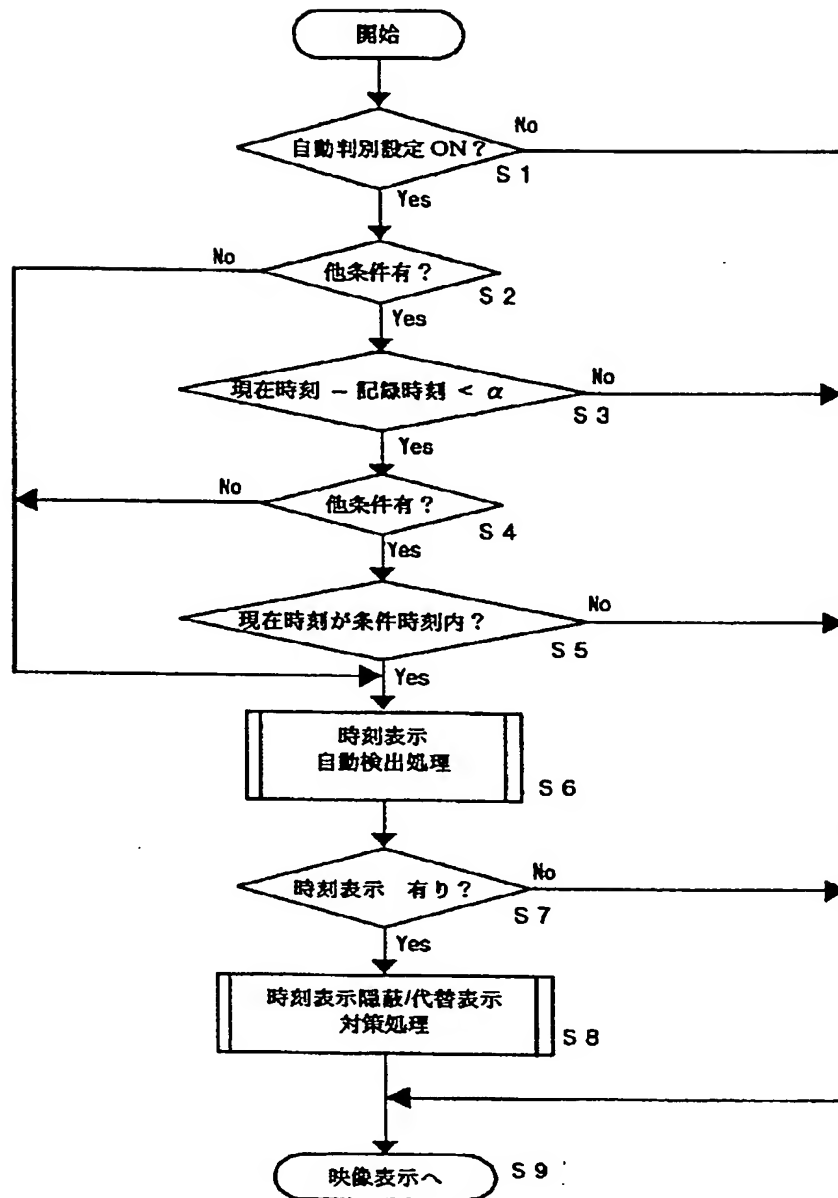 開始
No
自動判別設定 ON?
S 1
Yes
No
他条件有?
S 2
Yes
現在時刻 − 記録時刻 < α
No
S 3
Yes
No
他条件有?
S 4
Yes
現在時刻が条件時刻内?
No
S 5
Yes
時刻表示
自動検出処理
S 6
時刻表示 有り?
No
S 7
Yes
時刻表示隠蔽/代替表示
対策処理
S 8
映像表示へ
S 9